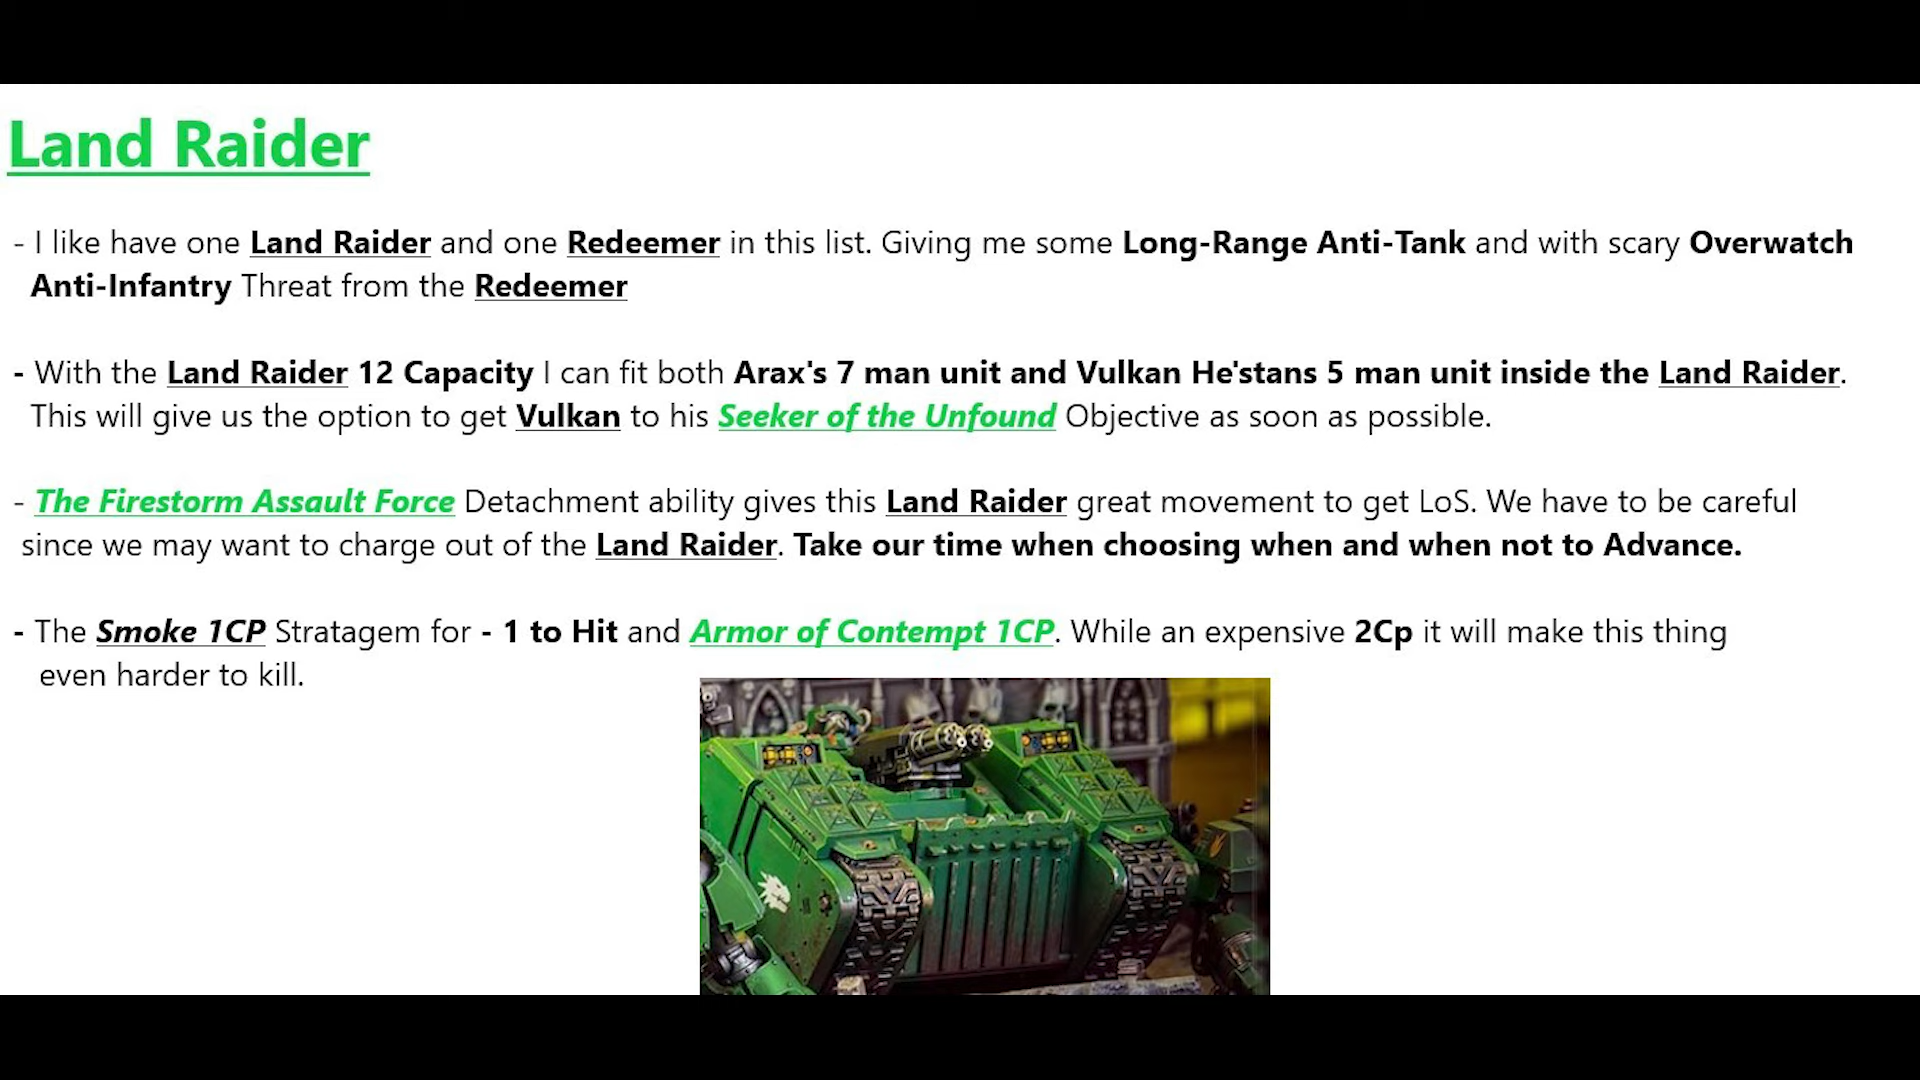 Land Raider
- I like have one Land Raider and one Redeemer in this list. Giving me some Long-Range Anti-Tank and with scary Overwatch
Anti-Infantry Threat from the Redeemer
- With the Land Raider 12 Capacity I can fit both Arax's 7 man unit and Vulkan He'stans 5 man unit inside the Land Raider.
This will give us the option to get Vulkan to his Seeker of the Unfound Objective as soon as possible.
- The Firestorm Assault Force Detachment ability gives this Land Raider great movement to get LoS. We have to be careful
since we may want to charge out of the Land Raider. Take our time when choosing when and when not to Advance.
- The Smoke 1CP Stratagem for - 1 to Hit and Armor of Contempt 1CP. While an expensive 2Cp it will make this thing
even harder to kill.